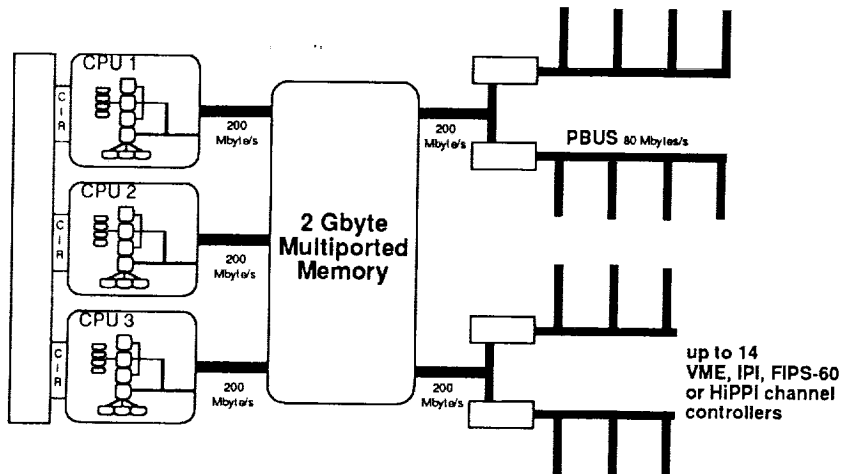 CPU 1
C
I
R
200
Mbyte/s
200
Mbyte/s
PBUS 80 Mbytes/s
CPU 2
C
I
R
200
Mbyte/s
2 Gbyte
Multiported
Memory
CPU 3
C
I
R
200
Mbyte/s
200
Mbyte/s
up to 14
VME, IPI, FIPS-60
or HiPPI channel
controllers